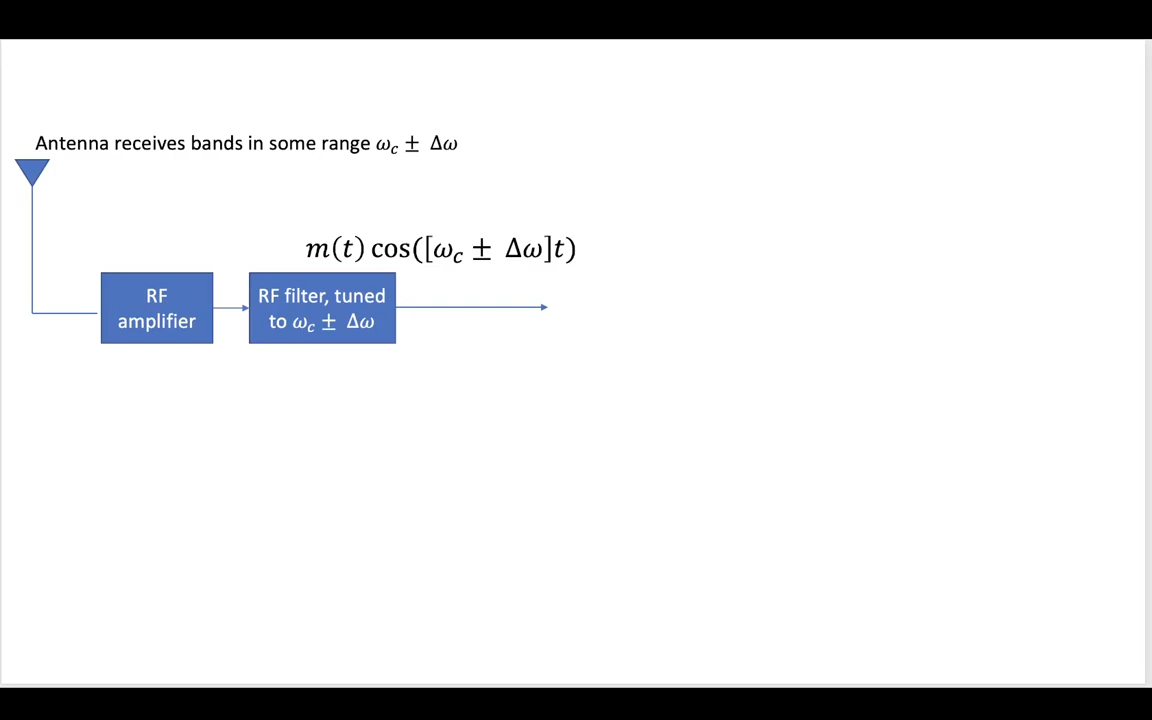 Antenna receives bands in some range 𝜔𝑐 ± Δ𝜔
𝑚(𝑡) cos([𝜔𝑐 ± Δ𝜔]𝑡)
RF
amplifier
RF filter, tuned
to 𝜔𝑐 ± Δ𝜔